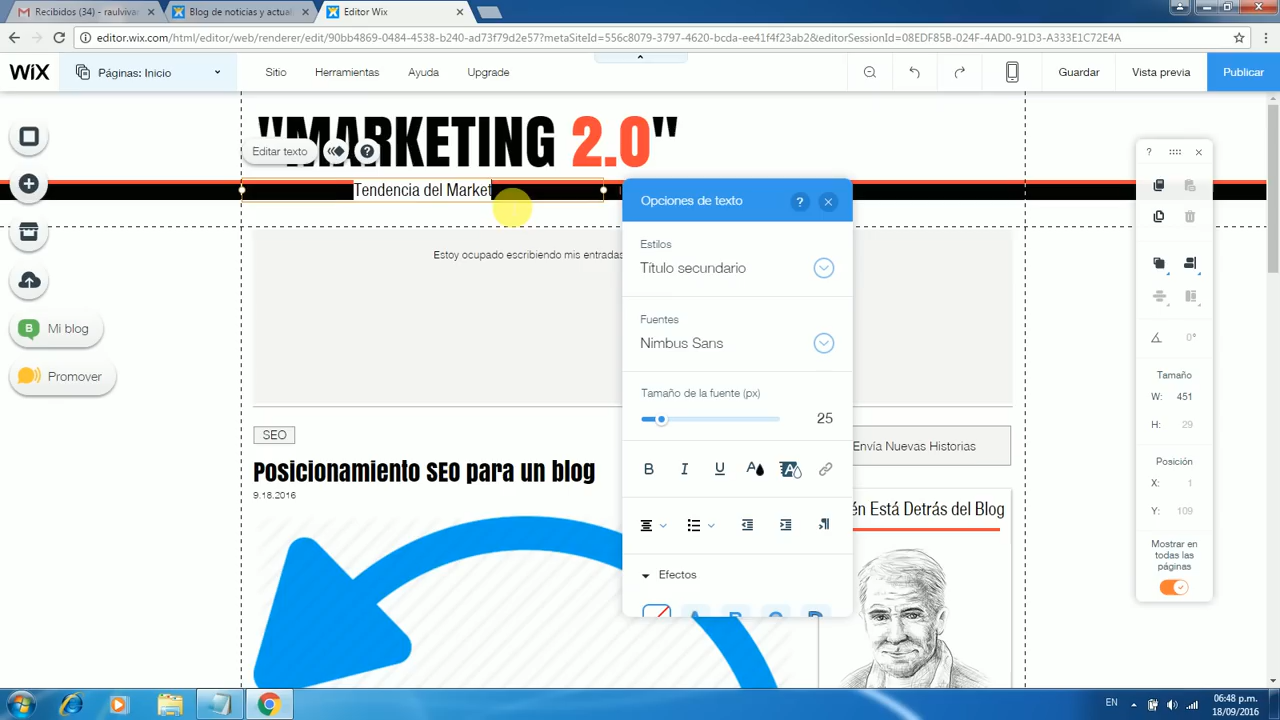 Recibidos (34) - raulviva
Blog de noticias y actual
Editor Wix
editor.wix.com/html/editor/web/renderer/edit/90bb4869-0484-4538-b240-ad73f79d2e57?metaSiteId=556c8079-3797-4620-bcda-ee41f4f23ab2&editorSessionId=08EDF85B-024F-4AD0-91D3-A333E1C72E4A
WiX
Páginas: Inicio
Sitio
Herramientas
Ayuda
Upgrade
Guardar
Vista previa
Publicar
"MARKETING 2.0"
Editar texto
Tendencia del Market
Opciones de texto
Estilos
Título secundario
Fuentes
Nimbus Sans
Tamaño de la fuente (px)
25
B I U
Efectos
Mi blog
Promover
Estoy ocupado escribiendo mis entradas
SEO
Posicionamiento SEO para un blog
9.18.2016
Envía Nuevas Historias
én Está Detrás del Blog
0°
Tamaño
W: 451
H: 29
Posición
X: 1
Y: 109
Mostrar en
todas las
páginas
EN
06:48 p.m.
18/09/2016